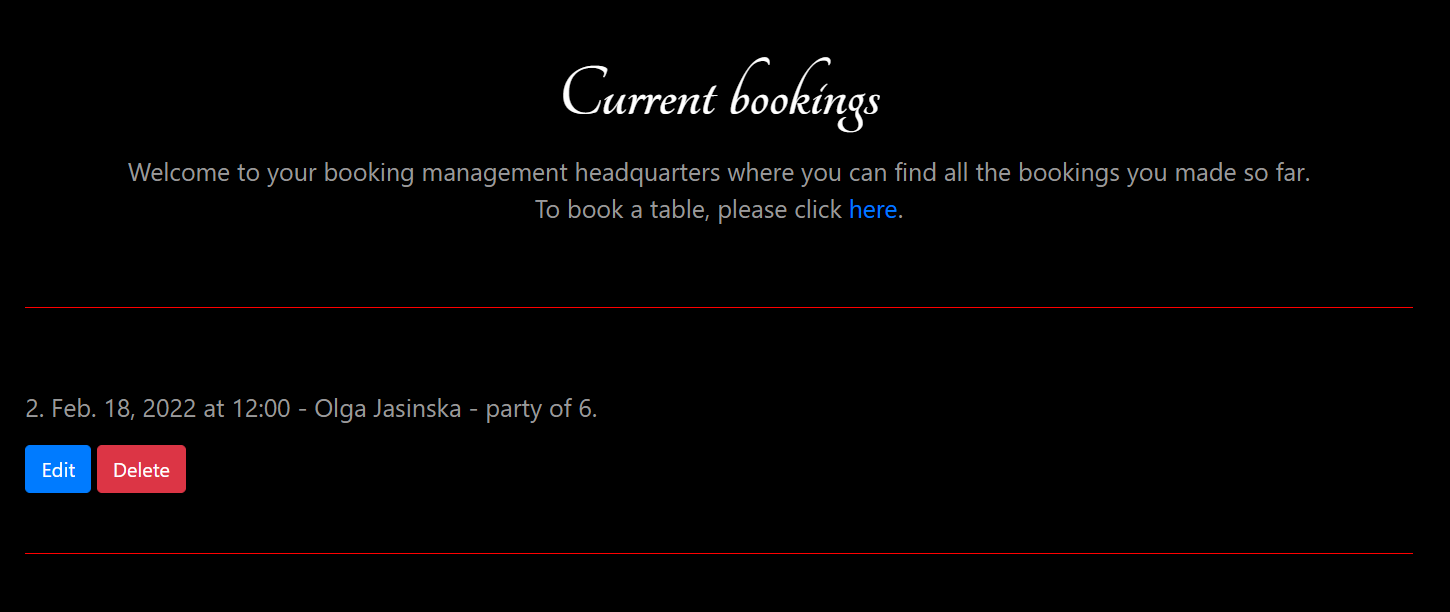 Current bookings
Welcome to your booking management headquarters where you can find all the bookings you made so far.
To book a table, please click here.
2. Feb. 18, 2022 at 12:00 - Olga Jasinska - party of 6.
Edit Delete